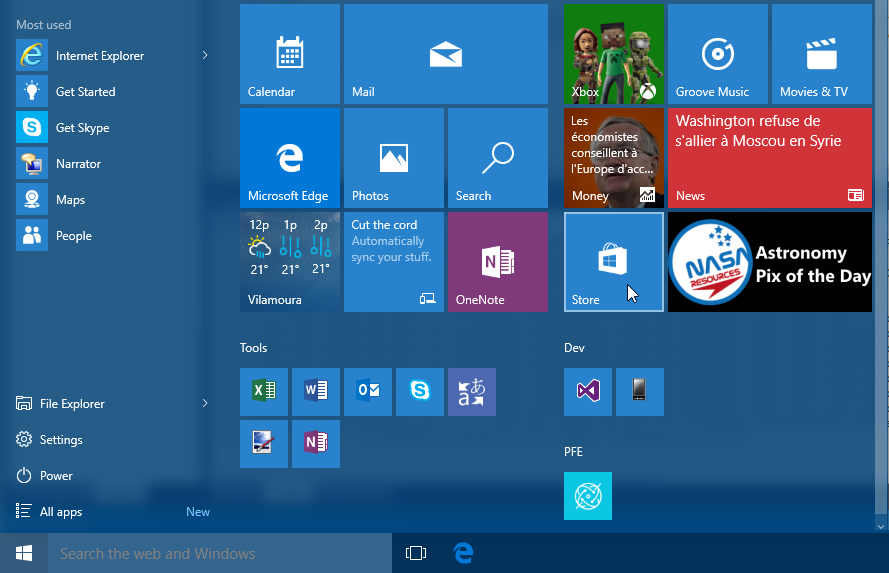 Most used
Internet Explorer
Get Started
Get Skype
Narrator
Maps
People
File Explorer
Settings
Power
All apps
New
Calendar
Mail
Microsoft Edge
Photos
Search
12p 1p 2p
21° 21° 21°
Vilamoura
Cut the cord
Automatically
sync your stuff.
OneNote
Xbox
Groove Music
Movies & TV
Les
économistes
conseillent à
l'Europe d'acc...
Money
Washington refuse de
s'allier à Moscou en Syrie
News
Store
NASA
RESOURCES
Astronomy
Pix of the Day
Tools
Dev
PFE
Search the web and Windows